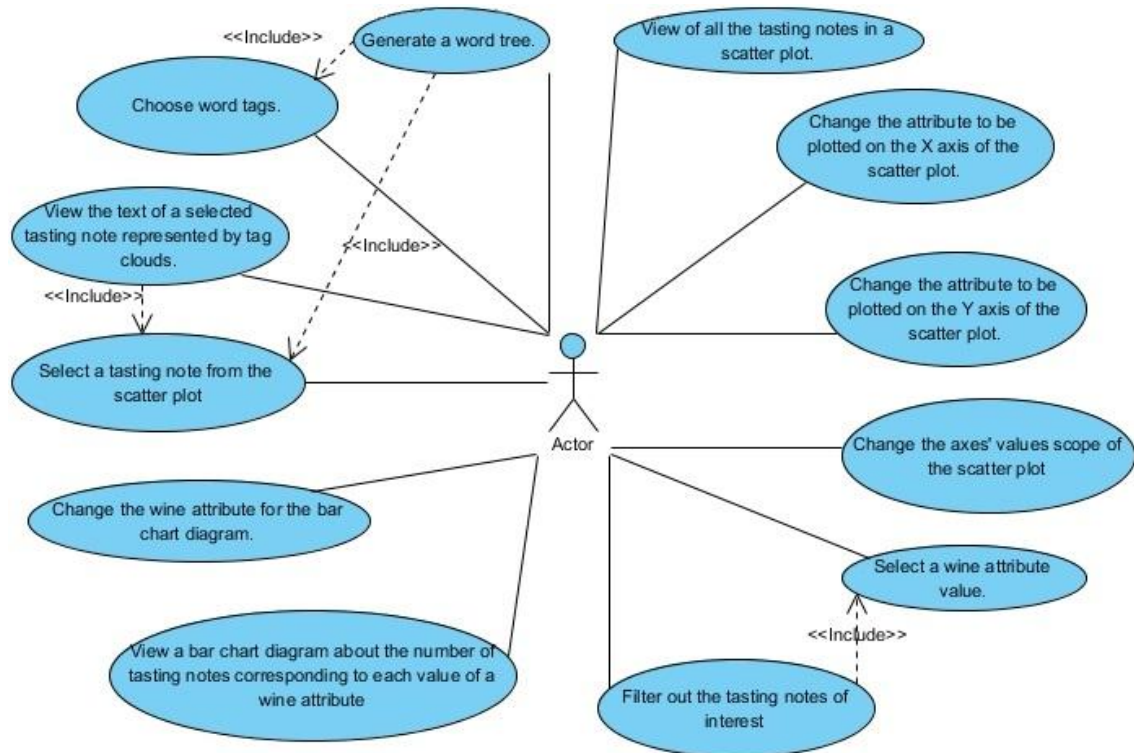 <<Include>>
Generate a word tree.
View of all the tasting notes in a
scatter plot.
Choose word tags.
Change the attribute to be
plotted on the X axis of the
scatter plot.
View the text of a selected
tasting note represented by tag
clouds.
<<Include>>
<<Include>>
Change the attribute to be
plotted on the Y axis of the
scatter plot.
Select a tasting note from the
scatter plot
Actor
Change the axes' values scope of
the scatter plot
Change the wine attribute for the bar
chart diagram.
Select a wine attribute
value.
<<Include>>
View a bar chart diagram about the number of
tasting notes corresponding to each value of a
wine attribute
Filter out the tasting notes of
interest